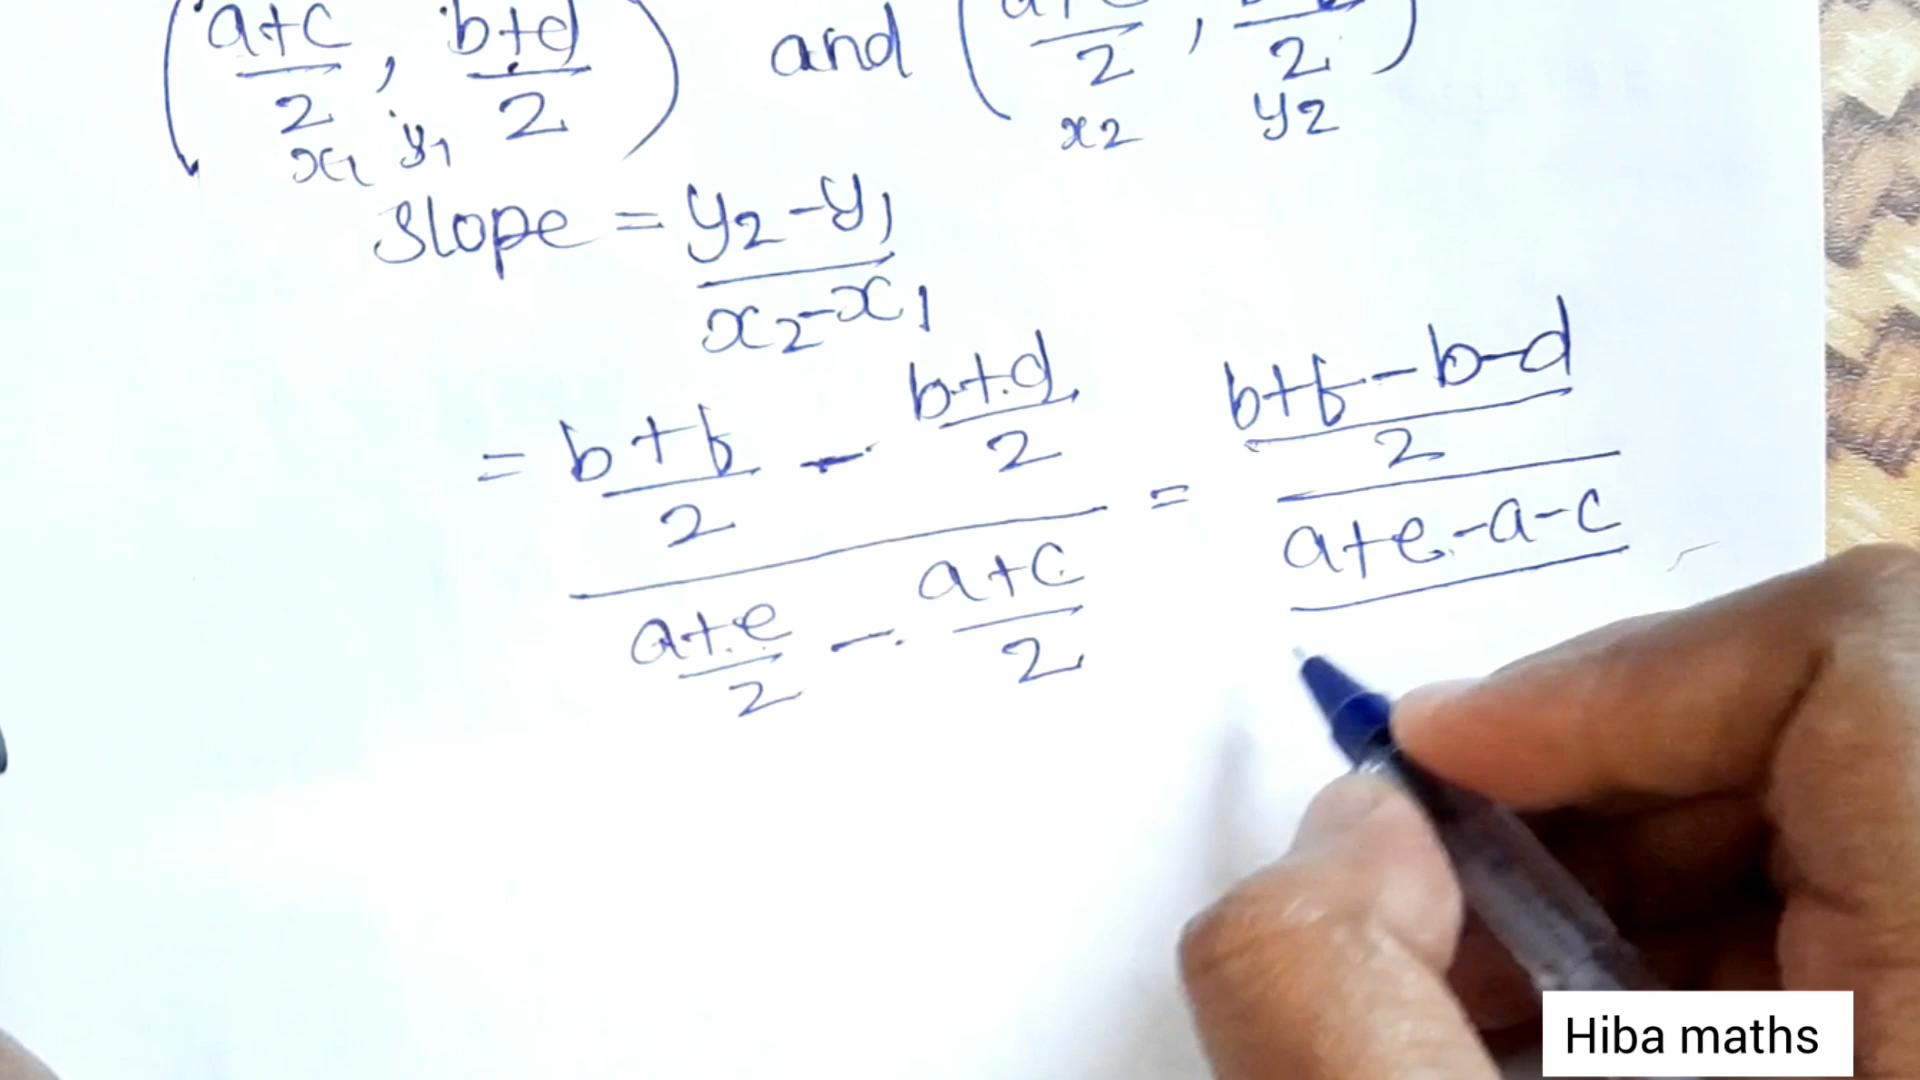 (a+c/2, b+d/2) and (a+e/2, /2)
x1 y1 x2 y2
Slope = y2-y1/x2-x1
= (b+f/2 - b+d/2)/(a+e/2 - a+c/2) = (b+f-b-d/2)/(a+e-a-c/)
Hiba maths